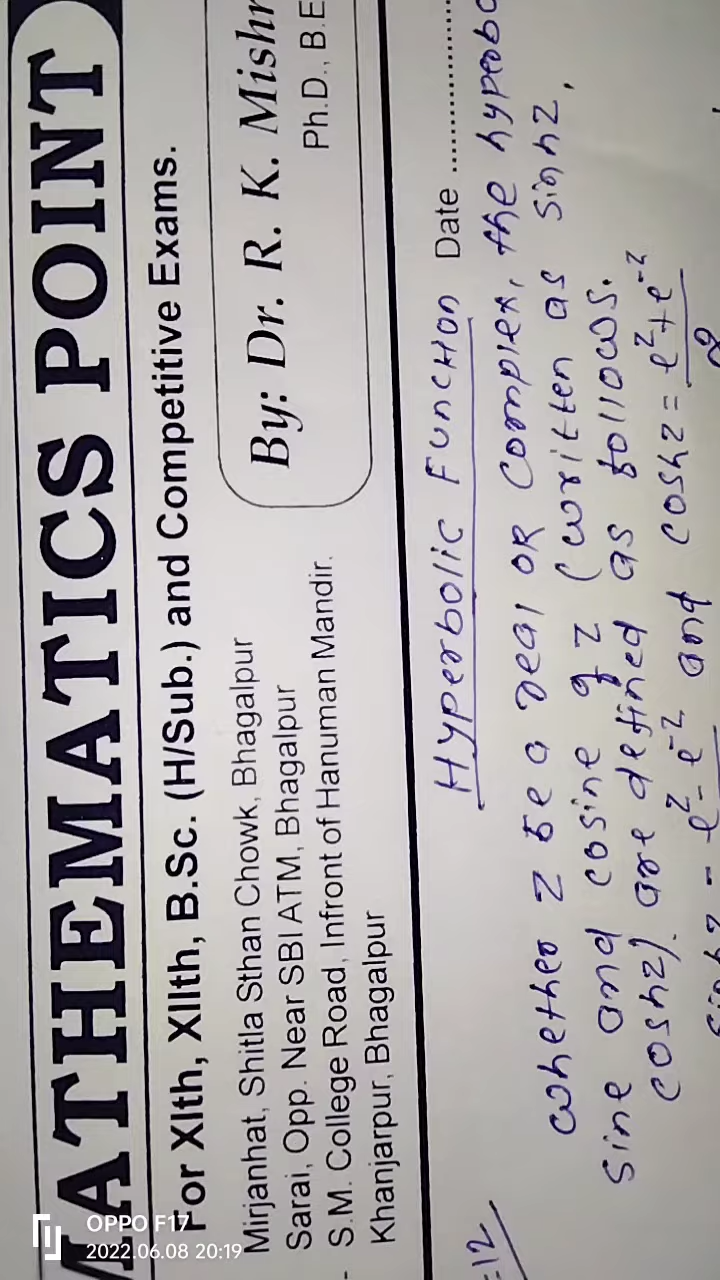 MATHEMATICS POINT
For XIth, XIIth, B.Sc. (H/Sub.) and Competitive Exams.
Mirjanhat, Shitla Sthan Chowk, Bhagalpur
Sarai, Opp. Near SBI ATM, Bhagalpur
S.M. College Road, Infront of Hanuman Mandir.
Khanjarpur, Bhagalpur
By: Dr. R. K. Mishr
Ph.D., B.E
Date ....................
=12
Hyperbolic Function
whether z be a real OR complex, the hyperbo
sine and cosine of z (written as sinhz,
coshz). are defined as follows.
sinhz = e^z - e^-z and coshz = e^z + e^-z
2
OPPO F17
2022.06.08 20:19